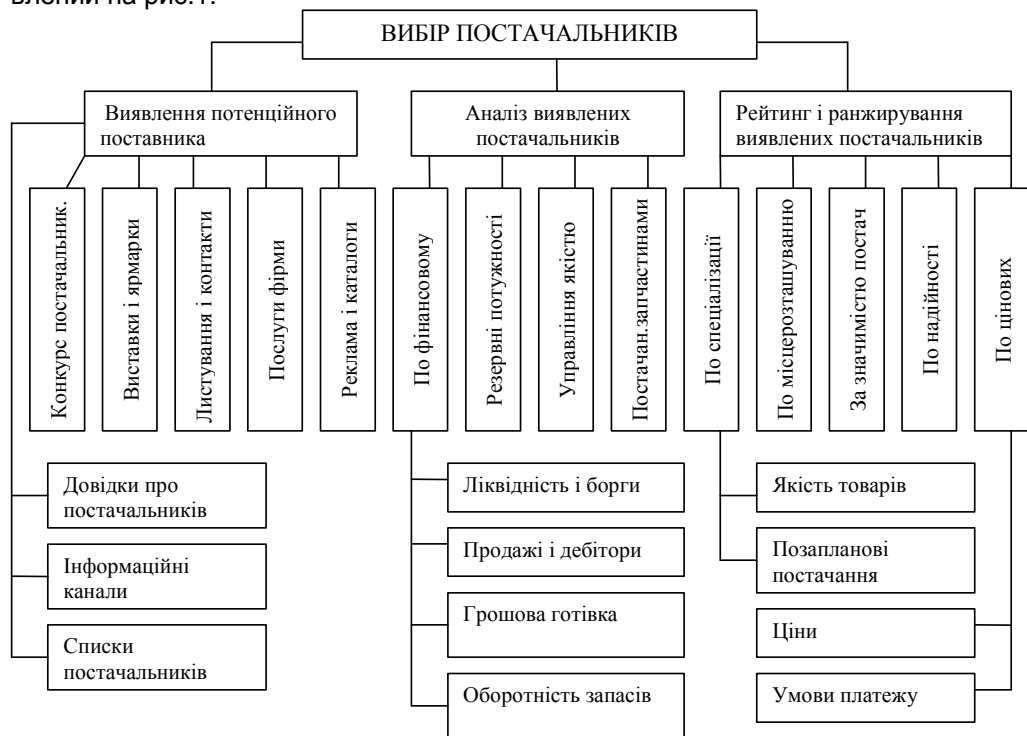 влений на рис.1.
ВИБІР ПОСТАЧАЛЬНИКІВ
Виявлення потенційного
поставника
Аналіз виявлених
постачальників
Рейтинг і ранжирування
виявлених постачальників
Конкурс постачальник.
Виставки і ярмарки
Листування і контакти
Послуги фірми
Реклама і каталоги
По фінансовому
Резервні потужності
Управління якістю
Постачан.запчастинами
По спеціалізації
По місцерозташуванню
За значимістю постач
По надійності
По цінових
Довідки про
постачальників
Інформаційні
канали
Списки
постачальників
Ліквідність і борги
Продажі і дебітори
Грошова готівка
Оборотність запасів
Якість товарів
Позапланові
постачання
Ціни
Умови платежу